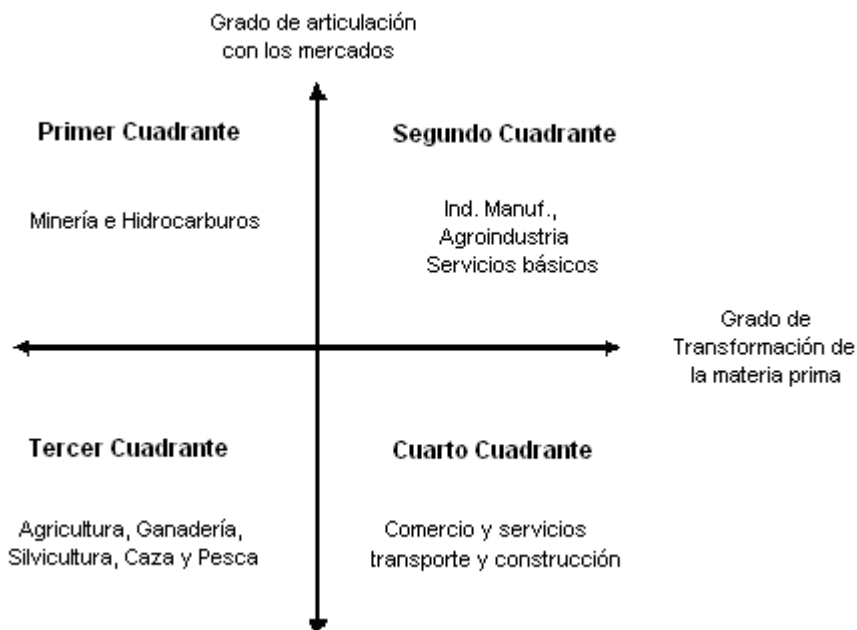 Grado de articulación
con los mercados
Primer Cuadrante
Segundo Cuadrante
Minería e Hidrocarburos
Ind. Manuf.,
Agroindustria
Servicios básicos
Grado de
Transformación de
la materia prima
Tercer Cuadrante
Cuarto Cuadrante
Agricultura, Ganadería,
Silvicultura, Caza y Pesca
Comercio y servicios
transporte y construcción